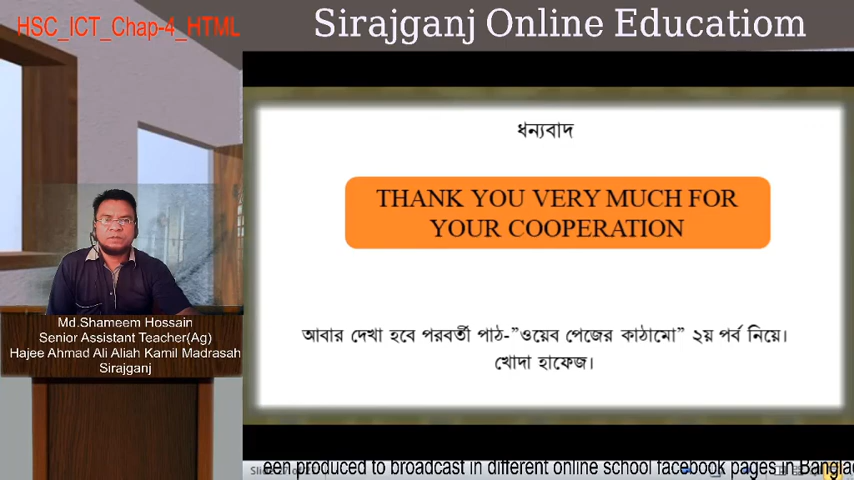 HSC_ICT_Chap-4_HTML
Sirajganj Online Educatiom
ধন্যবাদ
THANK YOU VERY MUCH FOR
YOUR COOPERATION
আবার দেখা হবে পরবর্তী পাঠ-”ওয়েব পেজের কাঠামো” ২য় পর্ব নিয়ে।
খোদা হাফেজ।
Md.Shameem Hossain
Senior Assistant Teacher(Ag)
Hajee Ahmad Ali Aliah Kamil Madrasah
Sirajganj
een produced to broadcast in different online school facebook pages in Banglad